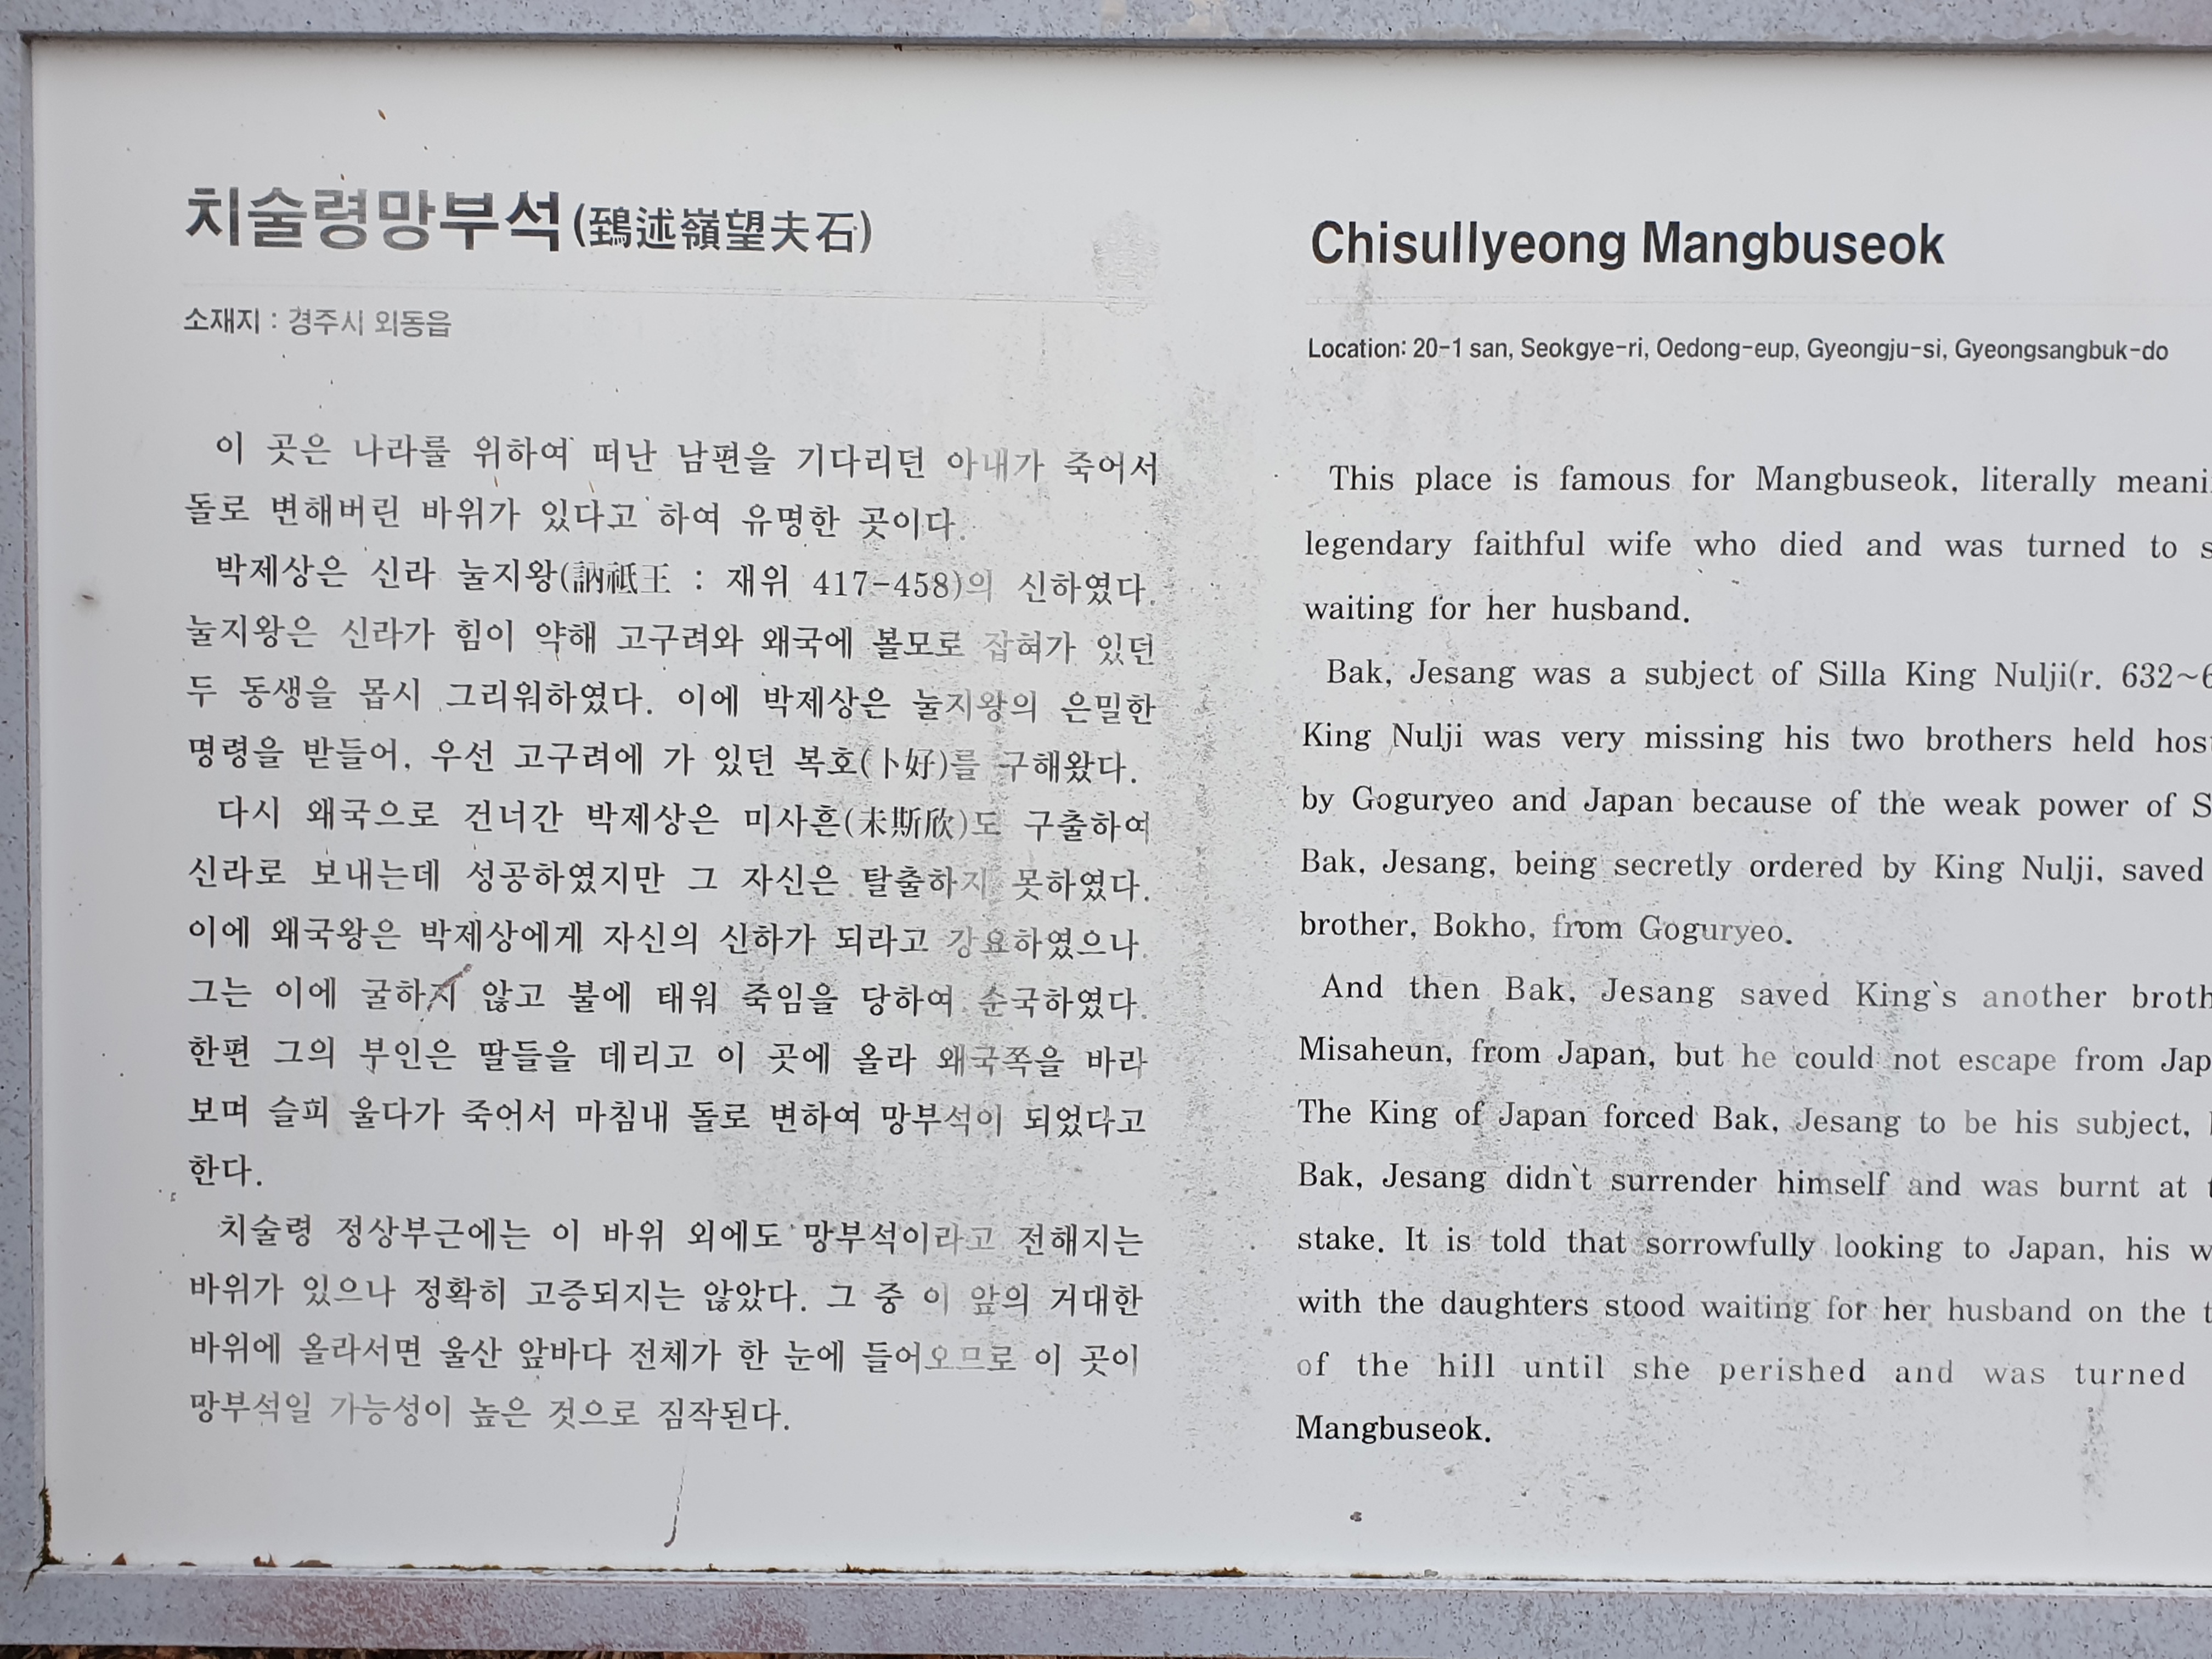 치술령망부석(鵄述嶺望夫石)
소재지 : 경주시 외동읍
이 곳은 나라를 위하여 떠난 남편을 기다리던 아내가 죽어서
돌로 변해버린 바위가 있다고 하여 유명한 곳이다.
박제상은 신라 눌지왕(訥祗王 : 재위 417-458)의 신하였다.
눌지왕은 신라가 힘이 약해 고구려와 왜국에 볼모로 잡혀가 있던
두 동생을 몹시 그리워하였다. 이에 박제상은 눌지왕의 은밀한
명령을 받들어, 우선 고구려에 가 있던 복호(卜好)를 구해왔다.
다시 왜국으로 건너간 박제상은 미사흔(未斯欣)도 구출하여
신라로 보내는데 성공하였지만 그 자신은 탈출하지 못하였다.
이에 왜국왕은 박제상에게 자신의 신하가 되라고 강요하였으나
그는 이에 굴하지 않고 불에 태워 죽임을 당하여 순국하였다.
한편 그의 부인은 딸들을 데리고 이 곳에 올라 왜국쪽을 바라
보며 슬피 울다가 죽어서 마침내 돌로 변하여 망부석이 되었다고
한다.
치술령 정상부근에는 이 바위 외에도 망부석이라고 전해지는
바위가 있으나 정확히 고증되지는 않았다. 그 중 이 앞의 거대한
바위에 올라서면 울산 앞바다 전체가 한 눈에 들어오므로 이 곳이
망부석일 가능성이 높은 것으로 짐작된다.
Chisullyeong Mangbuseok
Location: 20-1 san, Seokgye-ri, Oedong-eup, Gyeongju-si, Gyeongsangbuk-do
This place is famous for Mangbuseok, literally
legendary faithful wife who died and was turned to
waiting for her husband.
Bak, Jesang was a subject of Silla King Nulji(r. 632~
King Nulji was very missing his two brothers held
by Goguryeo and Japan because of the weak power of
Bak, Jesang, being secretly ordered by King Nulji, saved
brother, Bokho, from Goguryeo.
And then Bak, Jesang saved King`s another
Misaheun, from Japan, but he could not escape from
The King of Japan forced Bak, Jesang to be his subject,
Bak, Jesang didn`t surrender himself and was burnt at
stake. It is told that sorrowfully looking to Japan, his
with the daughters stood waiting for her husband on the
of the hill until she perished and was turned
Mangbuseok.